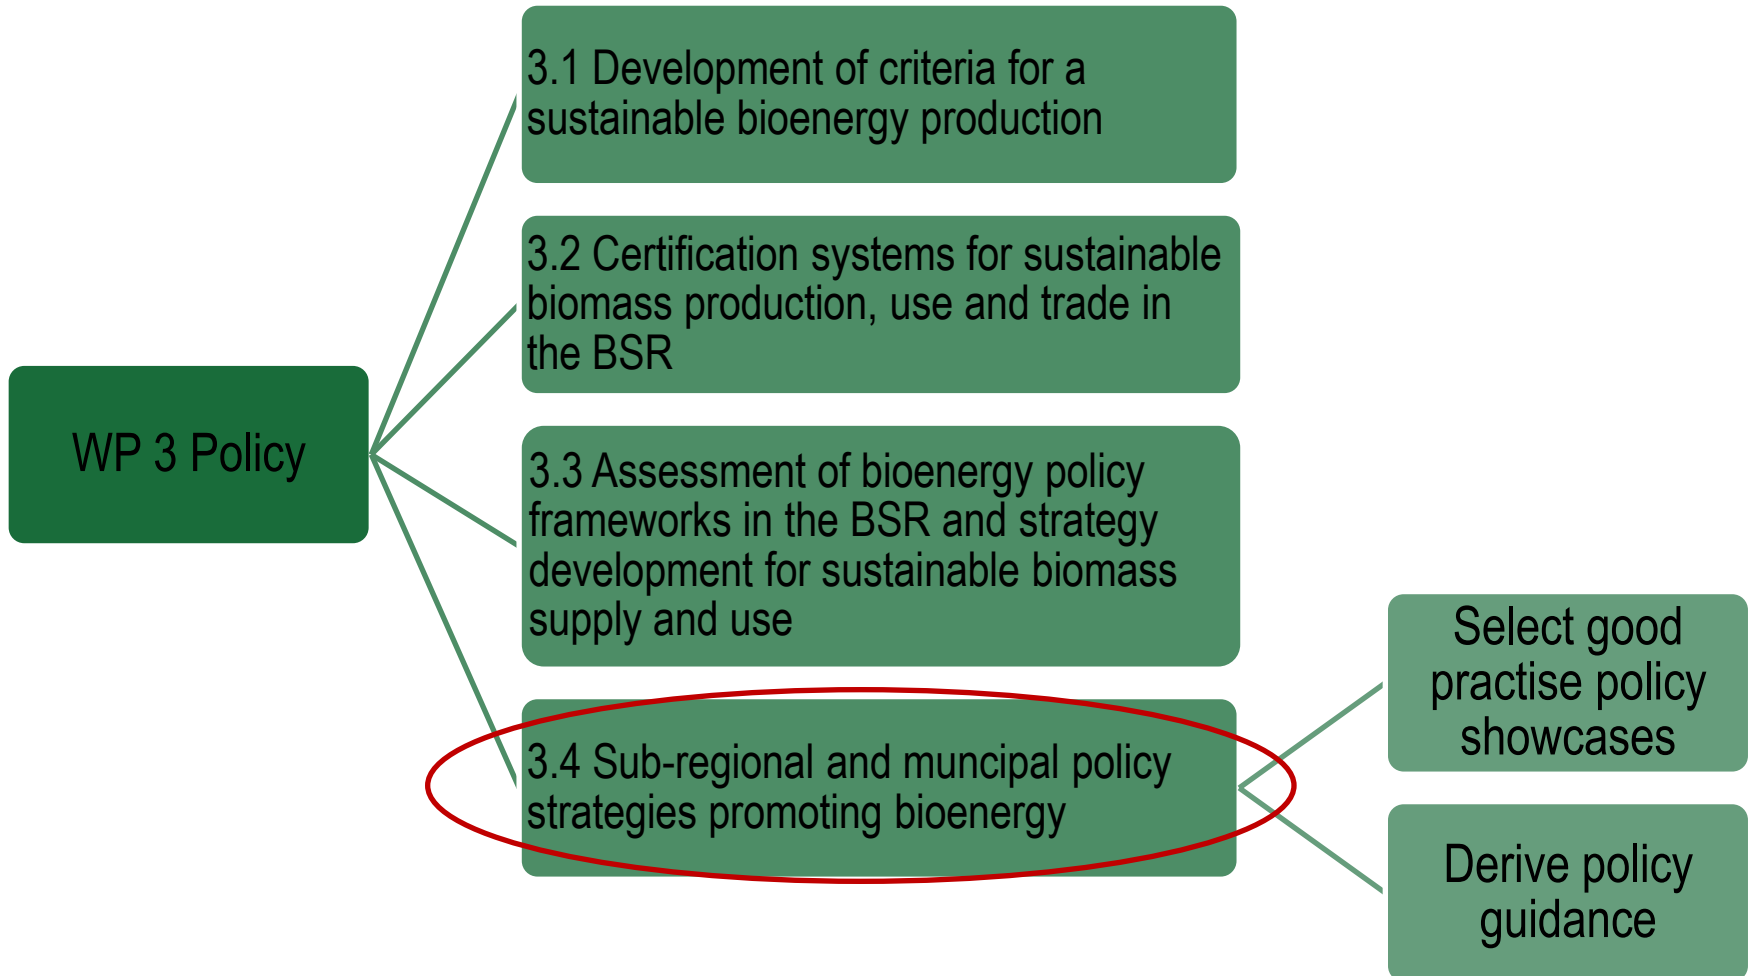 3.1 Development of criteria for a
sustainable bioenergy production
3.2 Certification systems for sustainable
biomass production, use and trade in
the BSR
WP 3 Policy
3.3 Assessment of bioenergy policy
frameworks in the BSR and strategy
development for sustainable biomass
supply and use
3.4 Sub-regional and muncipal policy
strategies promoting bioenergy
Select good
practise policy
showcases
Derive policy
guidance